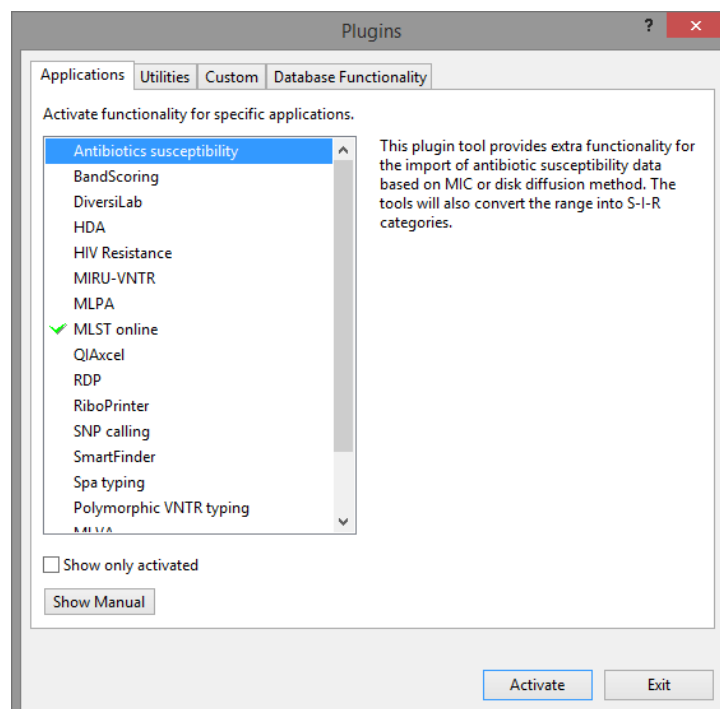 Plugins
?
Applications
Utilities
Custom
Database Functionality
Activate functionality for specific applications.
Antibiotics susceptibility
BandScoring
DiversiLab
HDA
HIV Resistance
MIRU-VNTR
MLPA
MLST online
QIAxcel
RDP
RiboPrinter
SNP calling
SmartFinder
Spa typing
Polymorphic VNTR typing
MLVA
This plugin tool provides extra functionality for
the import of antibiotic susceptibility data
based on MIC or disk diffusion method. The
tools will also convert the range into S-I-R
categories.
Show only activated
Show Manual
Activate
Exit